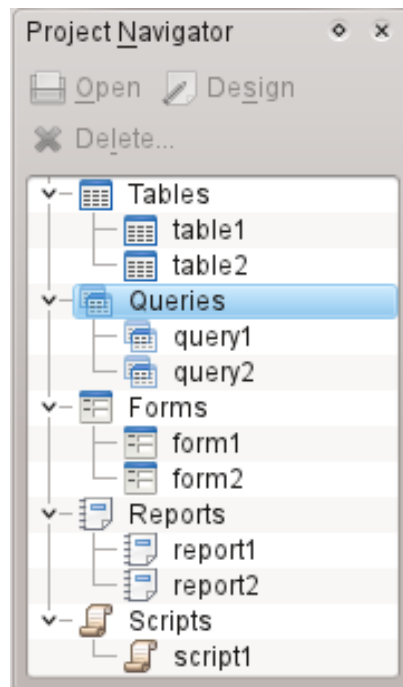 Project Navigator
Open Design
Delete...
Tables
table1
table2
Queries
query1
query2
Forms
form1
form2
Reports
report1
report2
Scripts
script1